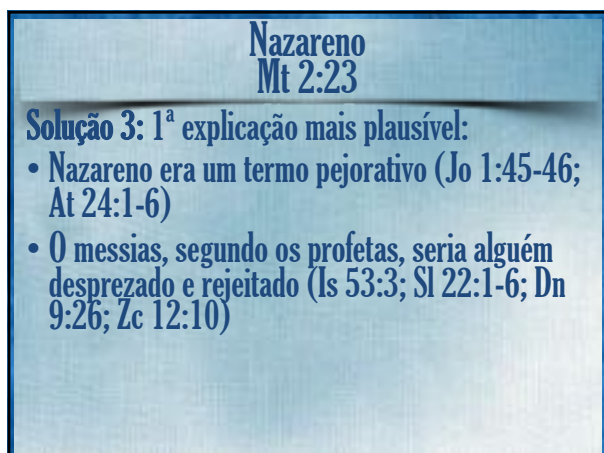 Nazareno
Mt 2:23
Solução 3: 1ª explicação mais plausível:
• Nazareno era um termo pejorativo (Jo 1:45-46;
At 24:1-6)
• O messias, segundo os profetas, seria alguém
desprezado e rejeitado (Is 53:3; Sl 22:1-6; Dn
9:26; Zc 12:10)